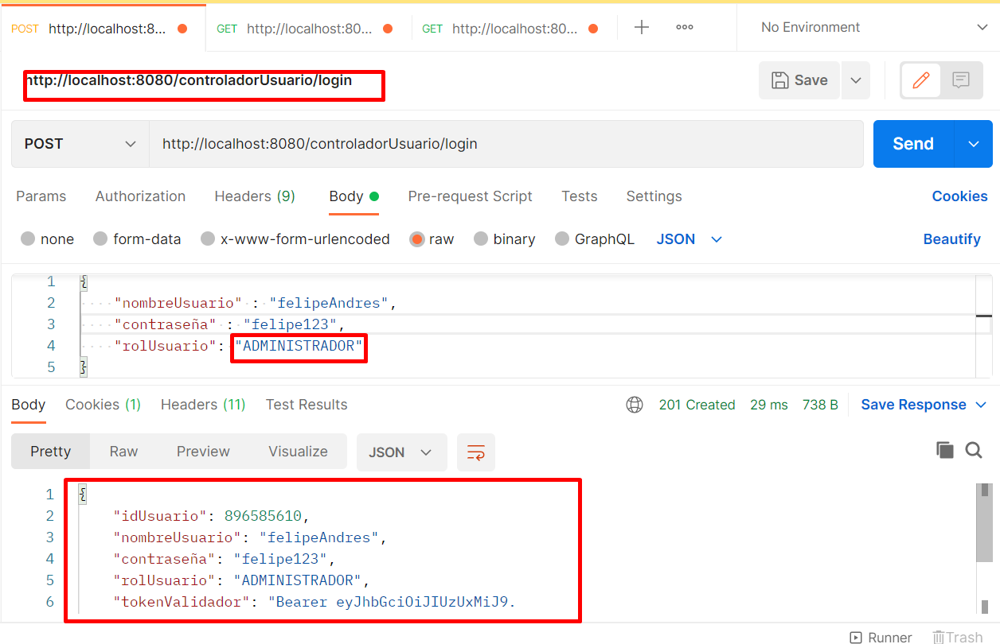 POST http://localhost:8... GET http://localhost:80... GET http://localhost:80... No Environment
http://localhost:8080/controladorUsuario/login Save
POST http://localhost:8080/controladorUsuario/login Send
Params Authorization Headers (9) Body Pre-request Script Tests Settings Cookies
none form-data x-www-form-urlencoded raw binary GraphQL JSON Beautify
1 {
2 "nombreUsuario" : "felipeAndres",
3 "contraseña" : "felipe123",
4 "rolUsuario": "ADMINISTRADOR"
5 }
Body Cookies (1) Headers (11) Test Results 201 Created 29 ms 738 B Save Response
Pretty Raw Preview Visualize JSON
1 {
2 "idUsuario": 896585610,
3 "nombreUsuario": "felipeAndres",
4 "contraseña": "felipe123",
5 "rolUsuario": "ADMINISTRADOR",
6 "tokenValidador": "Bearer eyJhbGciOiJIUzUxMiJ9.
Runner Trash